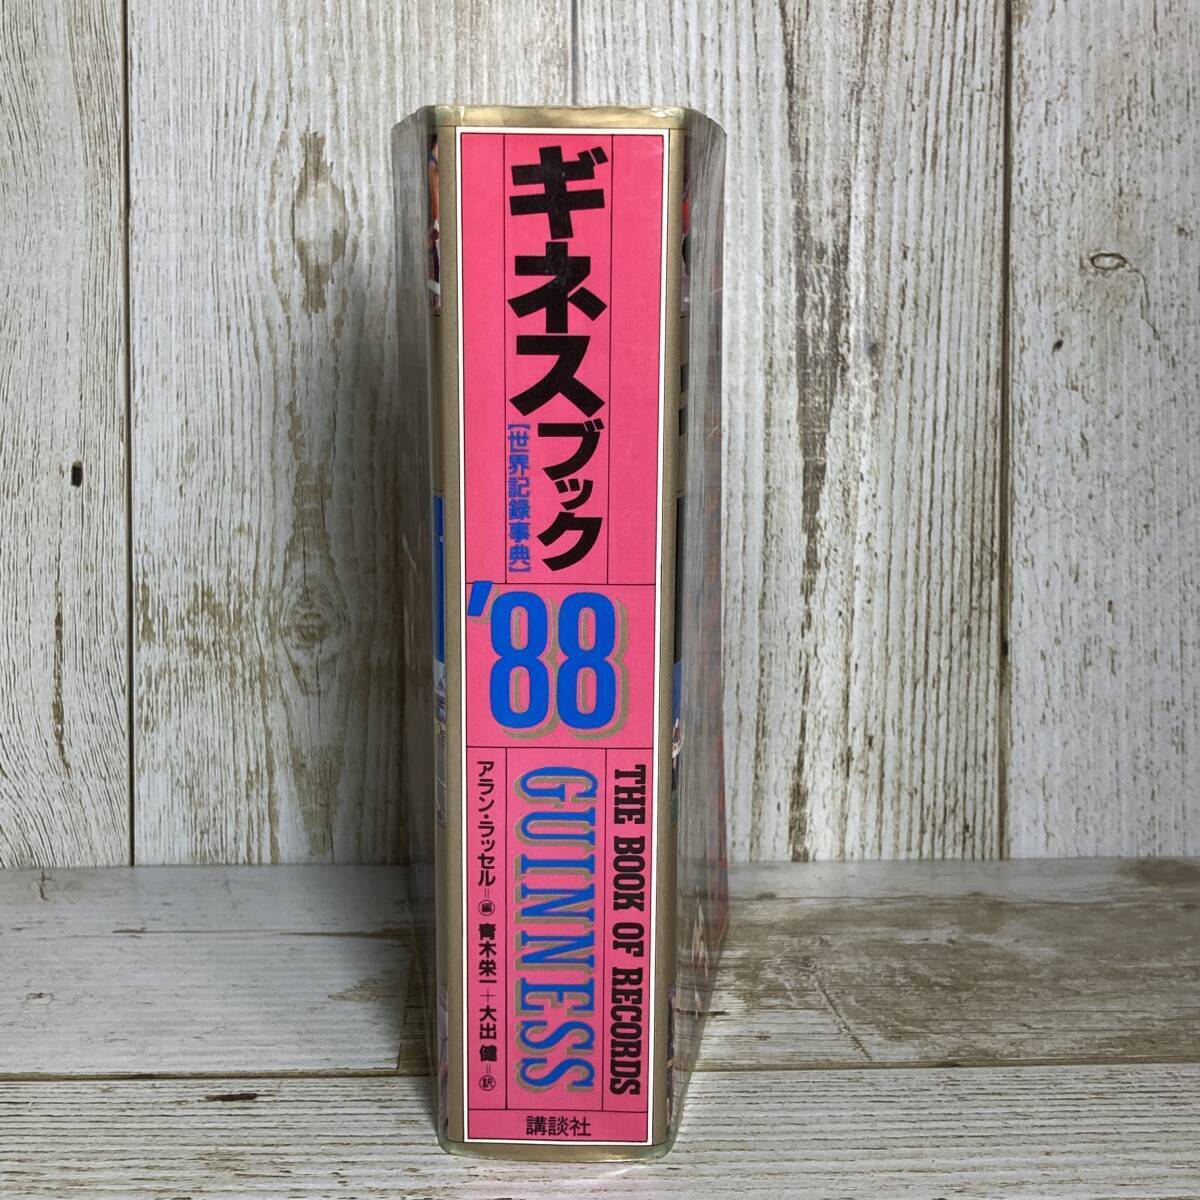 ギネスブック
【世界記録事典】
'88
THE BOOK OF RECORDS
GUINNESS
アラン・ラッセル=編 青木栄一+大出 健=訳
講談社